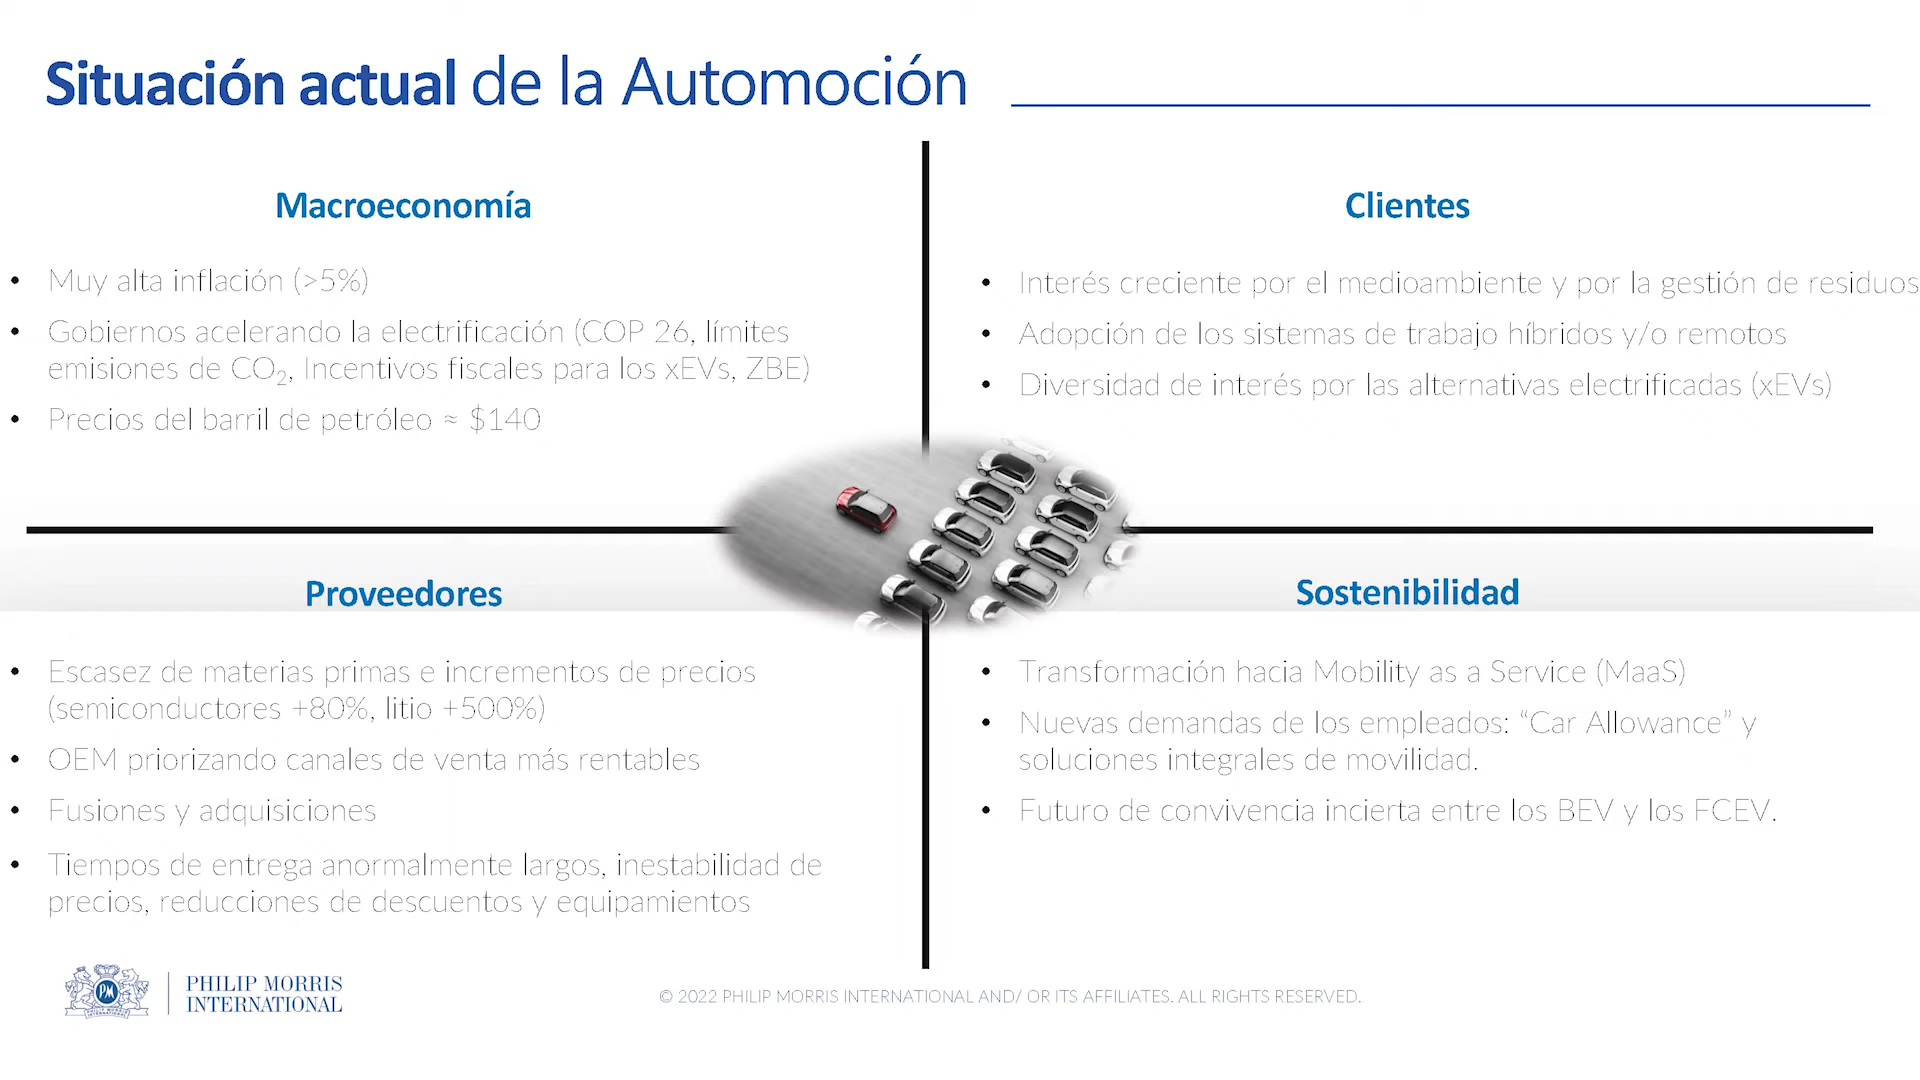 Situación actual de la Automoción
Macroeconomía
• Muy alta inflación (>5%)
• Gobiernos acelerando la electrificación (COP 26, límites
emisiones de CO₂, Incentivos fiscales para los xEVs, ZBE)
• Precios del barril de petróleo ≈ $140
Clientes
• Interés creciente por el medioambiente y por la gestión de residuos
• Adopción de los sistemas de trabajo híbridos y/o remotos
• Diversidad de interés por las alternativas electrificadas (xEVs)
Proveedores
• Escasez de materias primas e incrementos de precios
(semiconductores +80%, litio +500%)
• OEM priorizando canales de venta más rentables
• Fusiones y adquisiciones
• Tiempos de entrega anormalmente largos, inestabilidad de
precios, reducciones de descuentos y equipamientos
Sostenibilidad
• Transformación hacia Mobility as a Service (MaaS)
• Nuevas demandas de los empleados: “Car Allowance” y
soluciones integrales de movilidad.
• Futuro de convivencia incierta entre los BEV y los FCEV.
PM
PHILIP MORRIS
INTERNATIONAL
© 2022 PHILIP MORRIS INTERNATIONAL AND/ OR ITS AFFILIATES. ALL RIGHTS RESERVED.